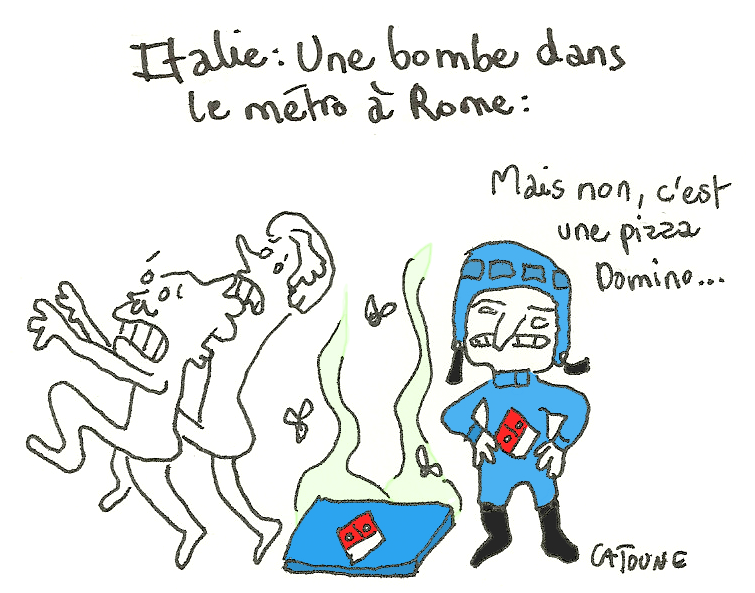 Italie: Une bombe dans
le métro à Rome:
Mais non, c'est
une pizza
Domino...
CATOUNE